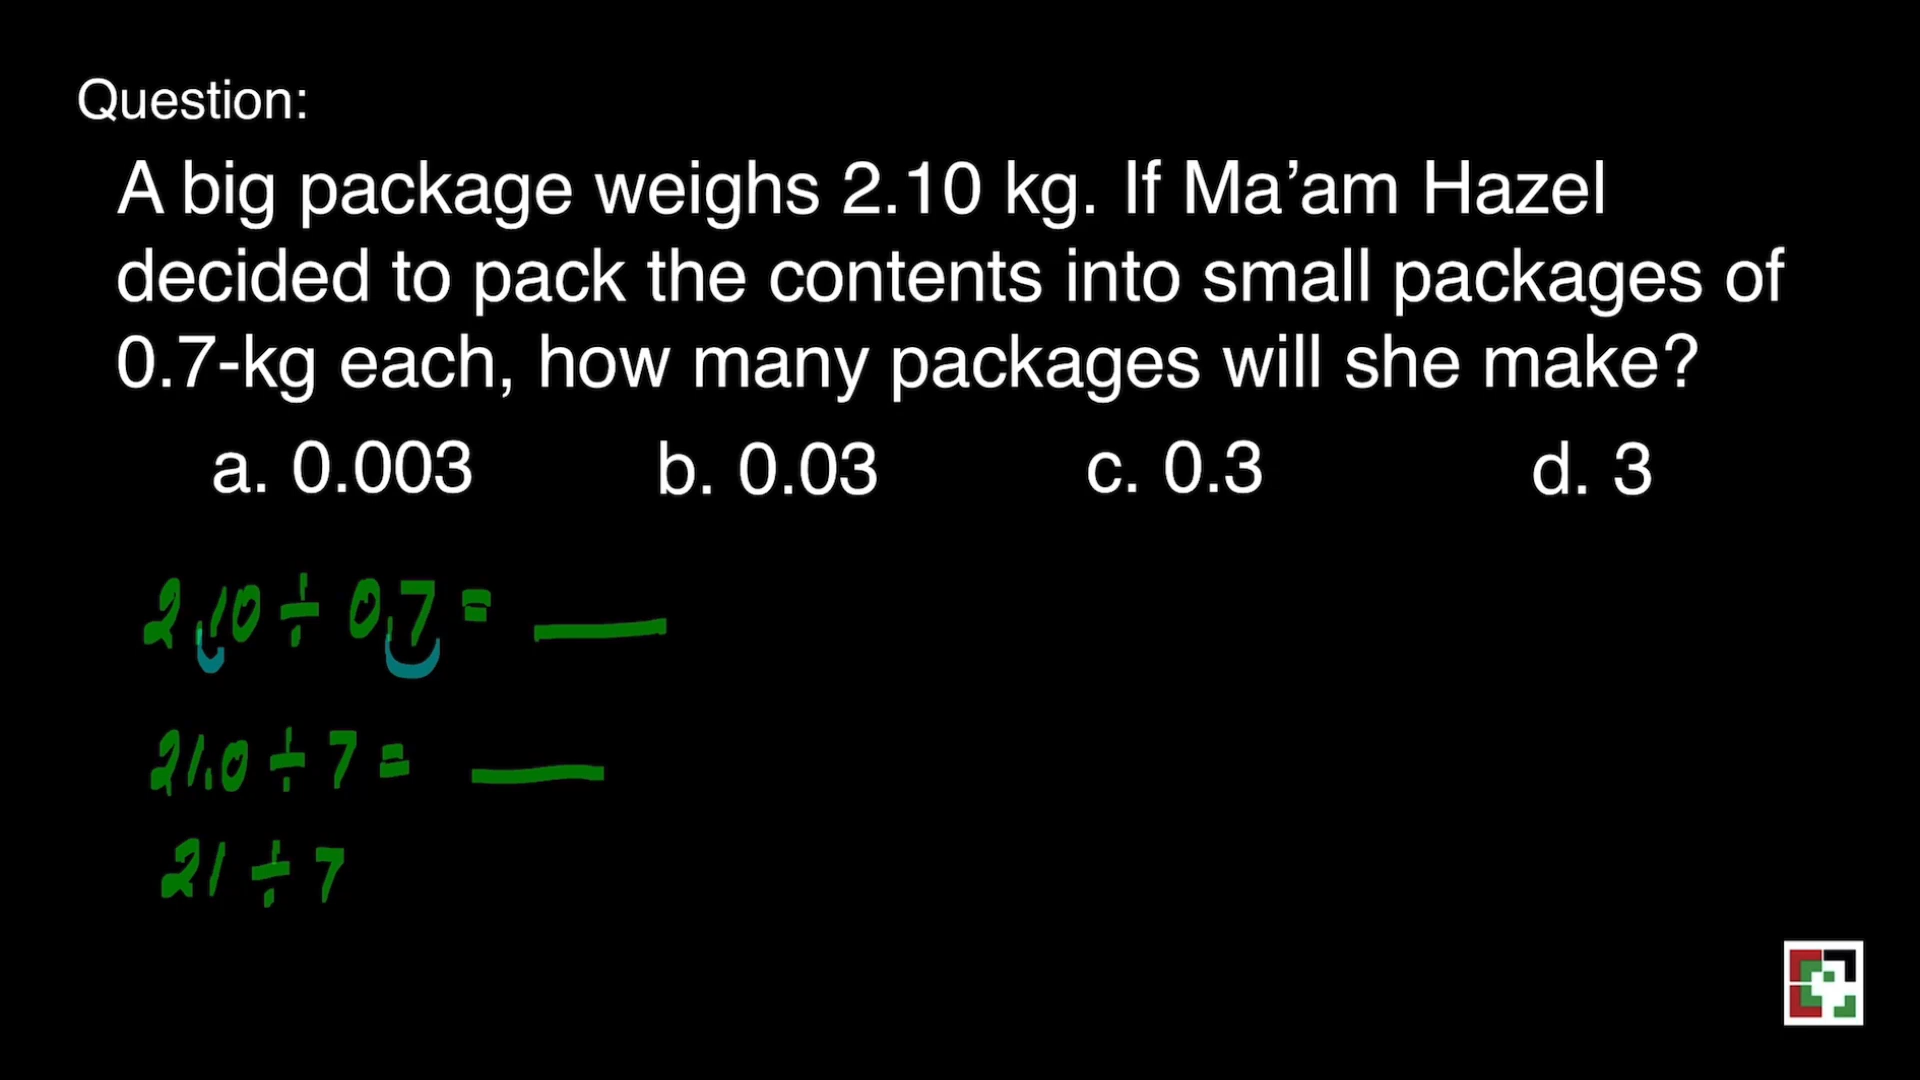 Question:
A big package weighs 2.10 kg. If Ma’am Hazel
decided to pack the contents into small packages of
0.7-kg each, how many packages will she make?
a. 0.003 b. 0.03 c. 0.3 d. 3
2.10 ÷ 0.7 = ____
21.0 ÷ 7 = ____
21 ÷ 7